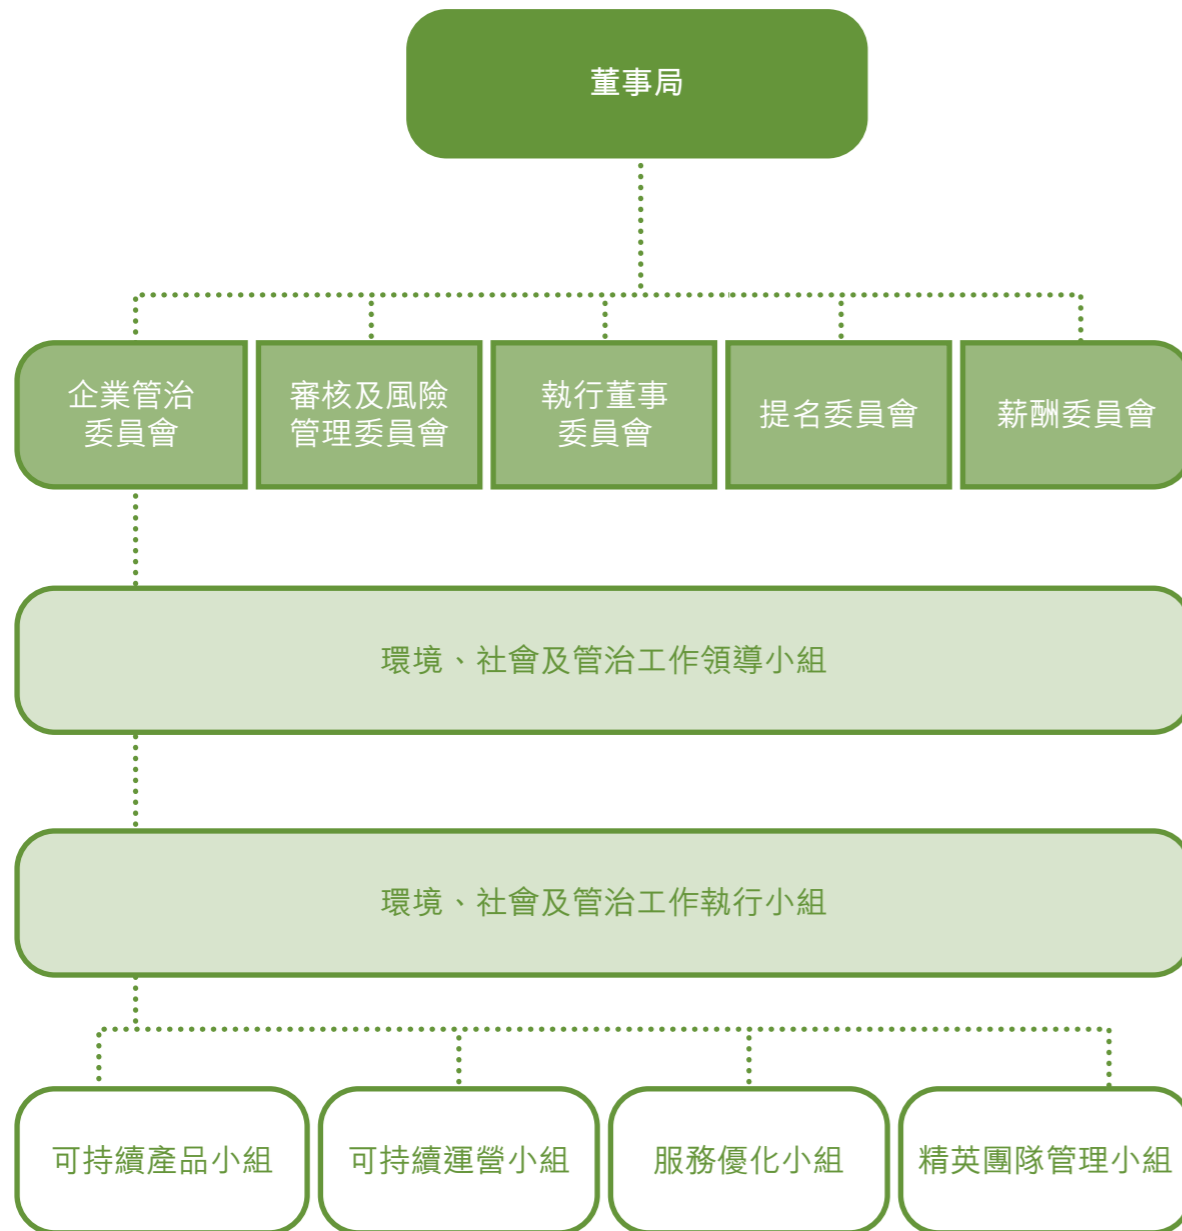 董事局
企業管治
委員會
審核及風險
管理委員會
執行董事
委員會
提名委員會
薪酬委員會
環境、社會及管治工作領導小組
環境、社會及管治工作執行小組
可持續產品小組
可持續運營小組
服務優化小組
精英團隊管理小組